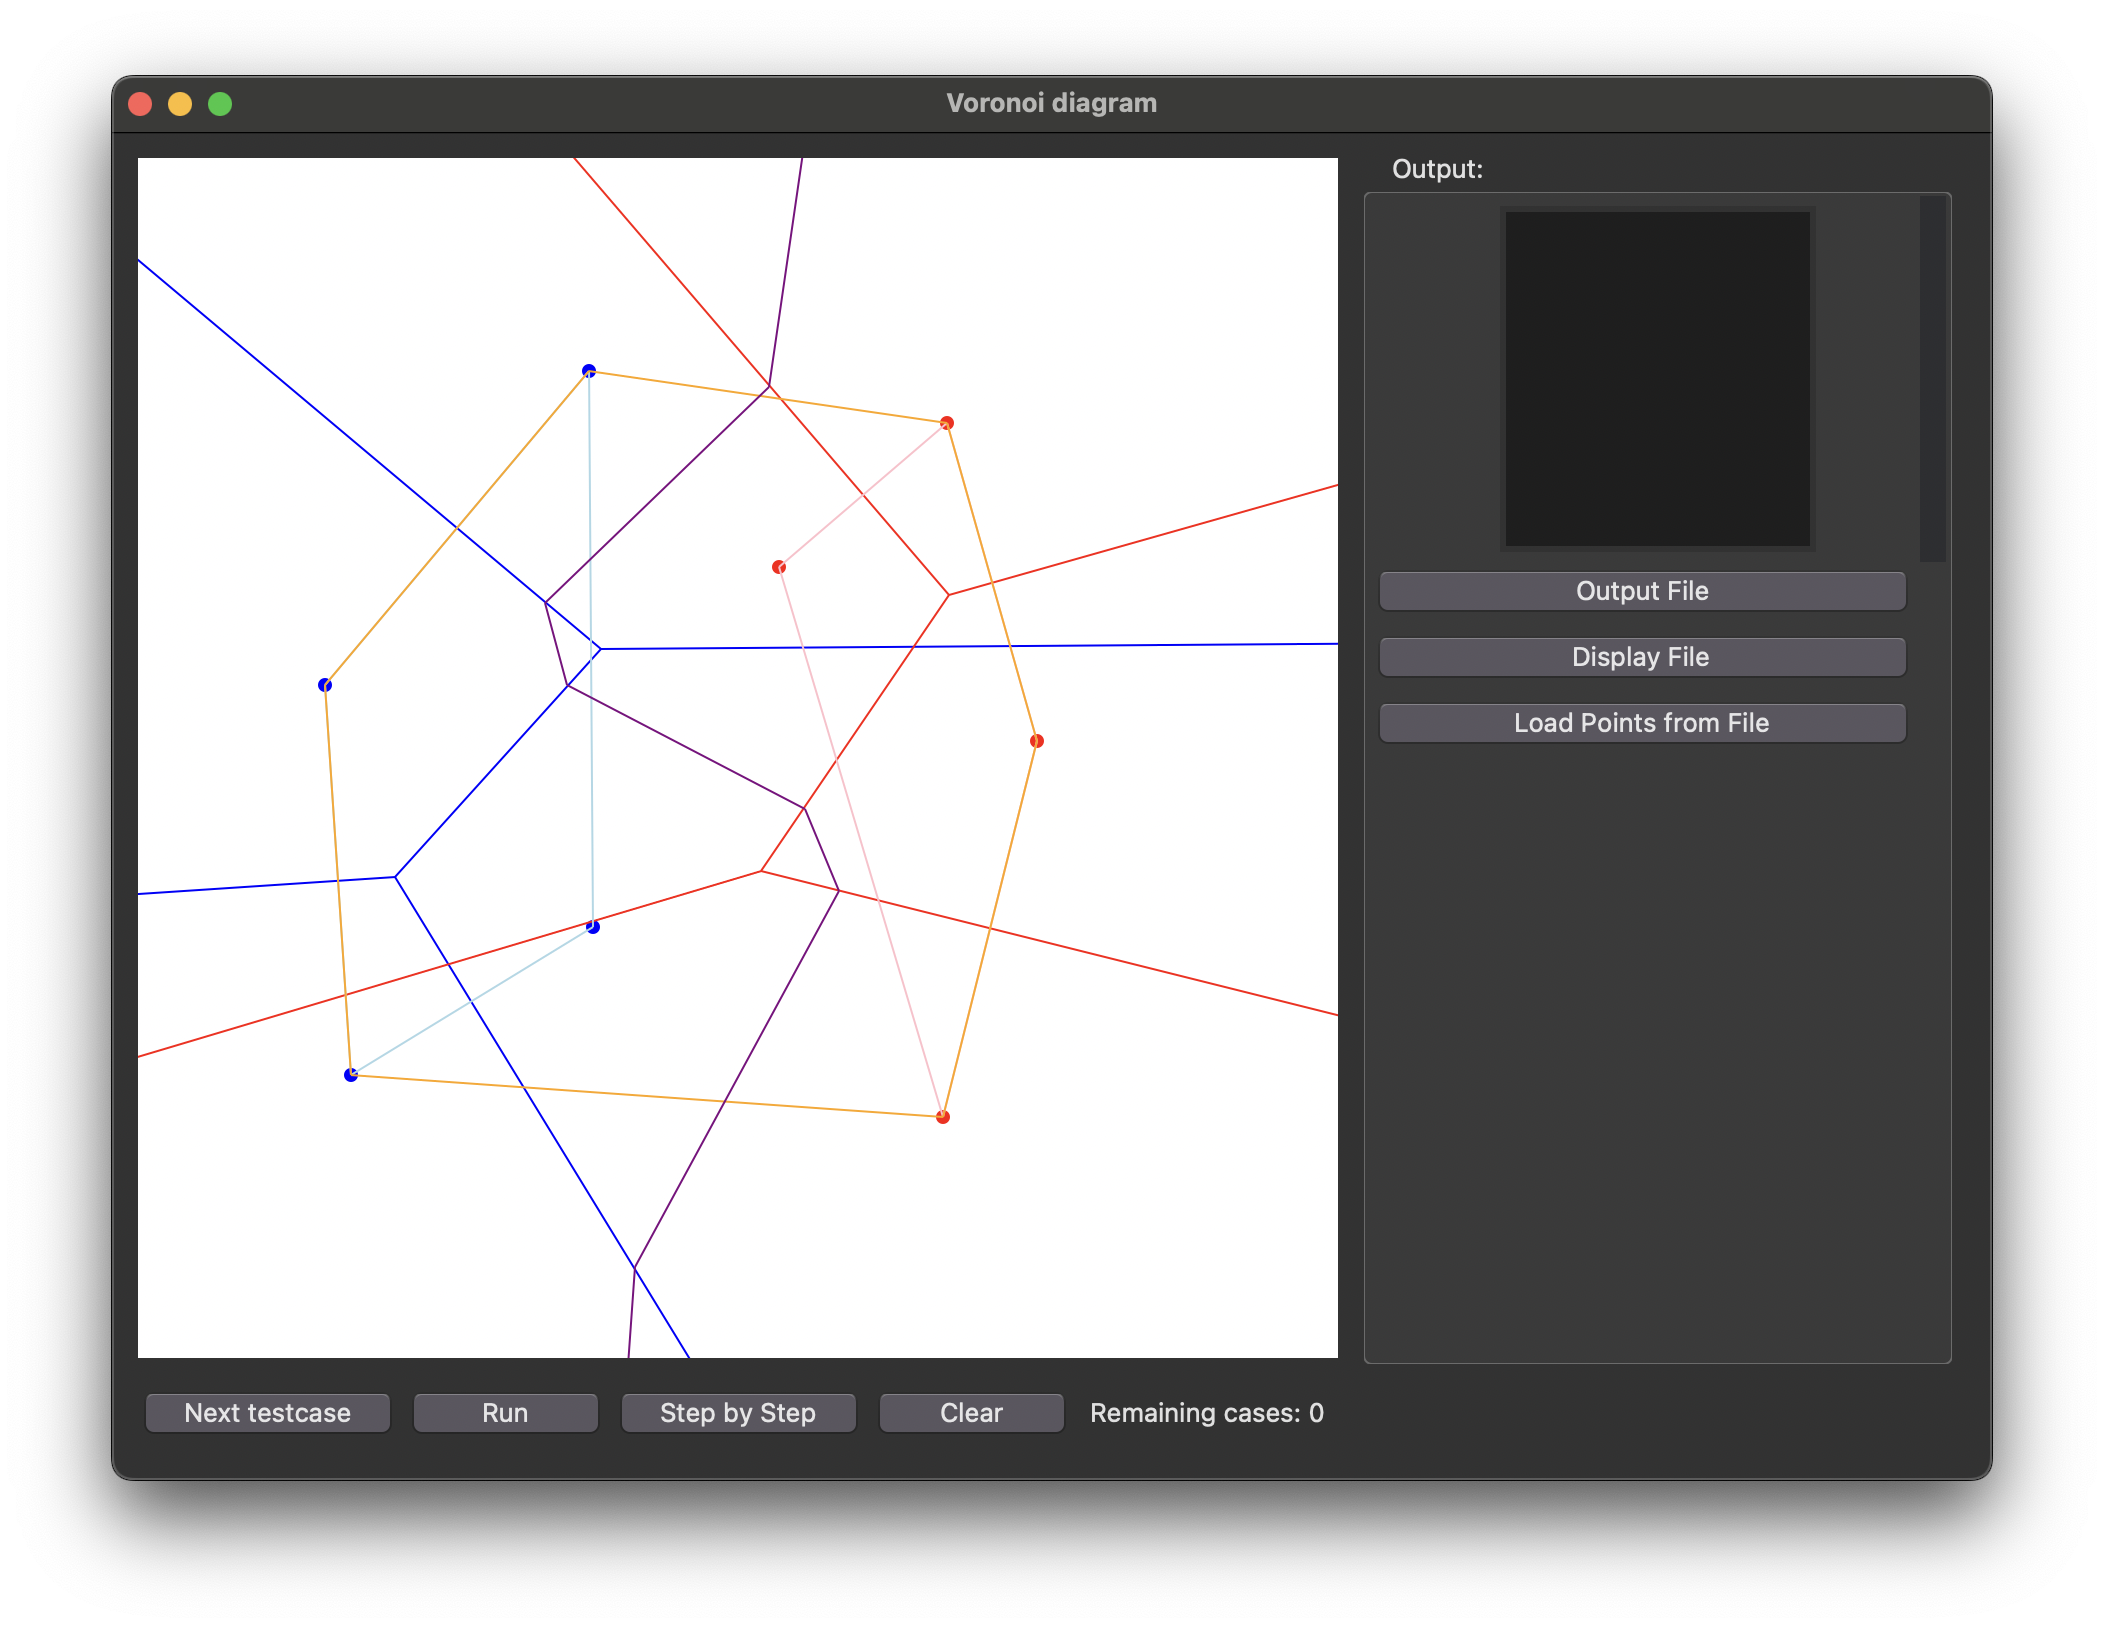 Voronoi diagram
Output:
Output File
Display File
Load Points from File
Next testcase
Run
Step by Step
Clear
Remaining cases: 0